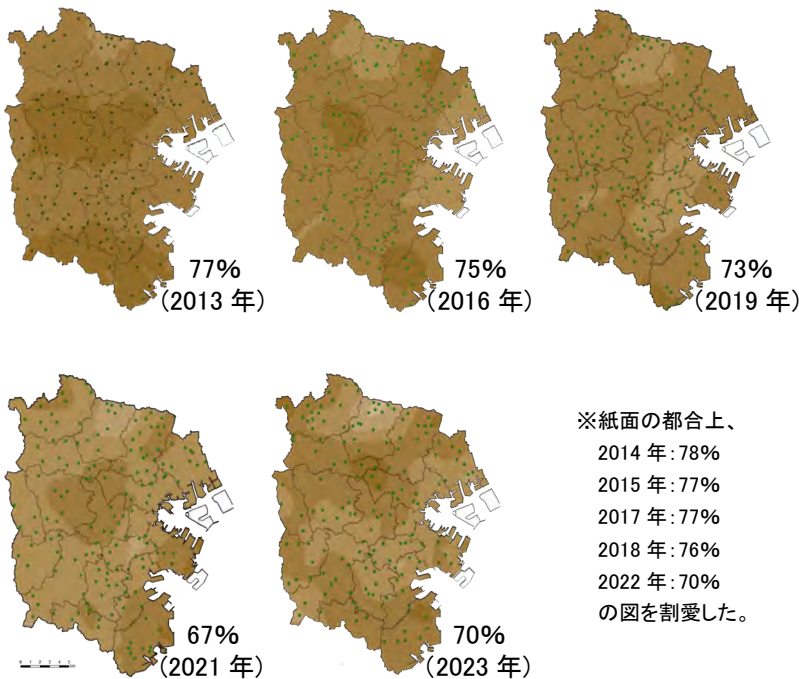 77%
（2013 年）
75%
（2016 年）
73%
（2019 年）
67%
（2021 年）
70%
（2023 年）
※紙面の都合上、
2014 年：78%
2015 年：77%
2017 年：77%
2018 年：76%
2022 年：70%
の図を割愛した。